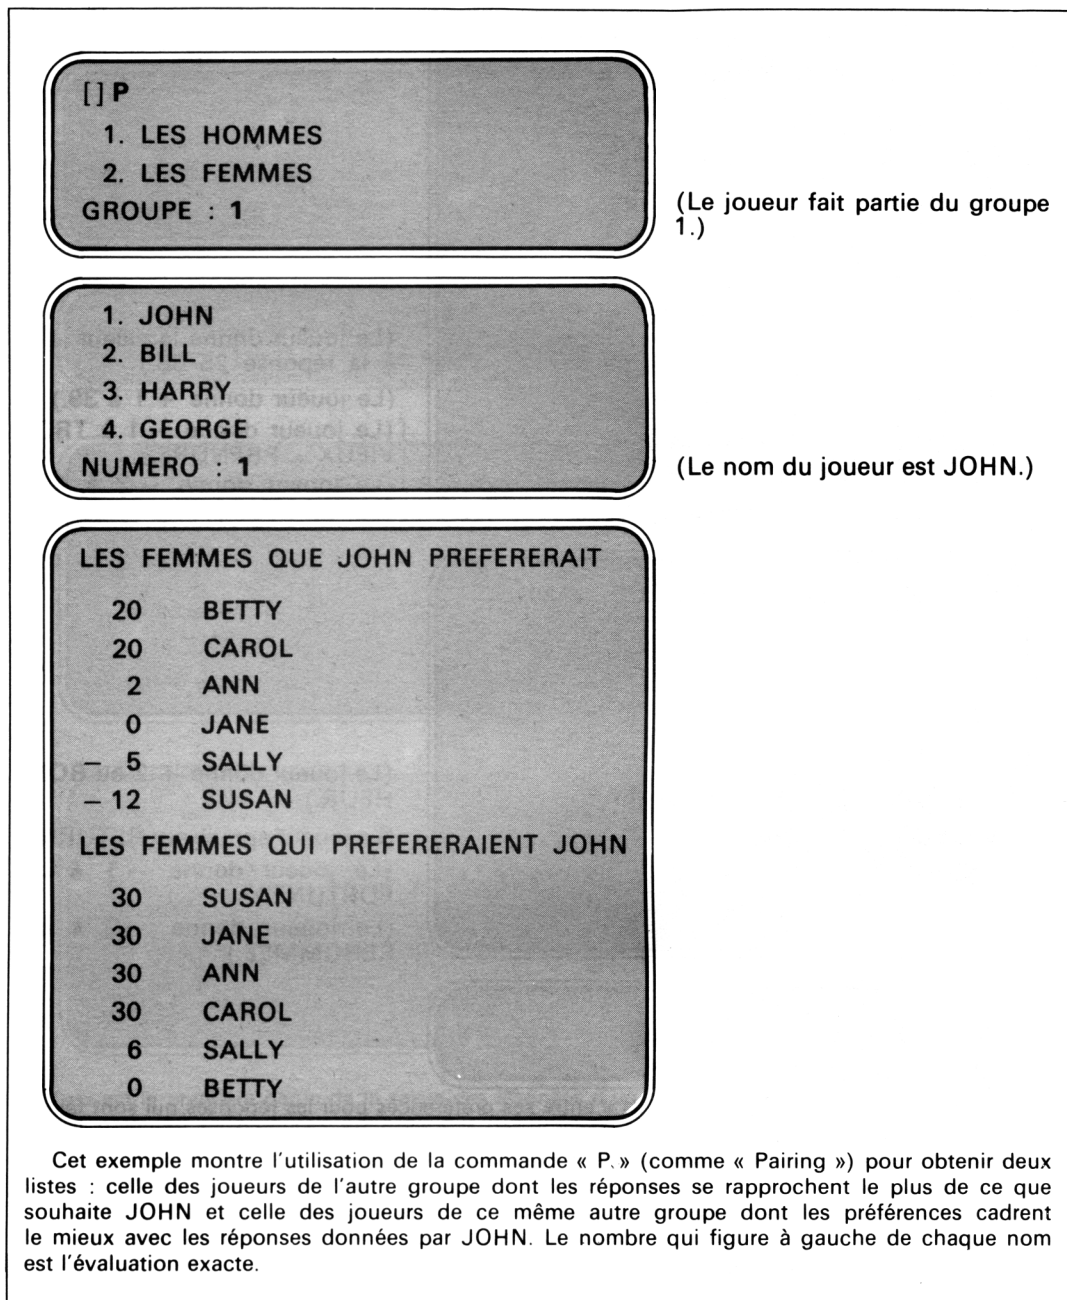 [] P
1. LES HOMMES
2. LES FEMMES
GROUPE : 1
(Le joueur fait partie du groupe
1.)
1. JOHN
2. BILL
3. HARRY
4. GEORGE
NUMERO : 1
(Le nom du joueur est JOHN.)
LES FEMMES QUE JOHN PREFERERAIT
20 BETTY
20 CAROL
2 ANN
0 JANE
– 5 SALLY
– 12 SUSAN
LES FEMMES QUI PREFERERAIENT JOHN
30 SUSAN
30 JANE
30 ANN
30 CAROL
6 SALLY
0 BETTY
Cet exemple montre l'utilisation de la commande « P » (comme « Pairing ») pour obtenir deux
listes : celle des joueurs de l'autre groupe dont les réponses se rapprochent le plus de ce que
souhaite JOHN et celle des joueurs de ce même autre groupe dont les préférences cadrent
le mieux avec les réponses données par JOHN. Le nombre qui figure à gauche de chaque nom
est l'évaluation exacte.